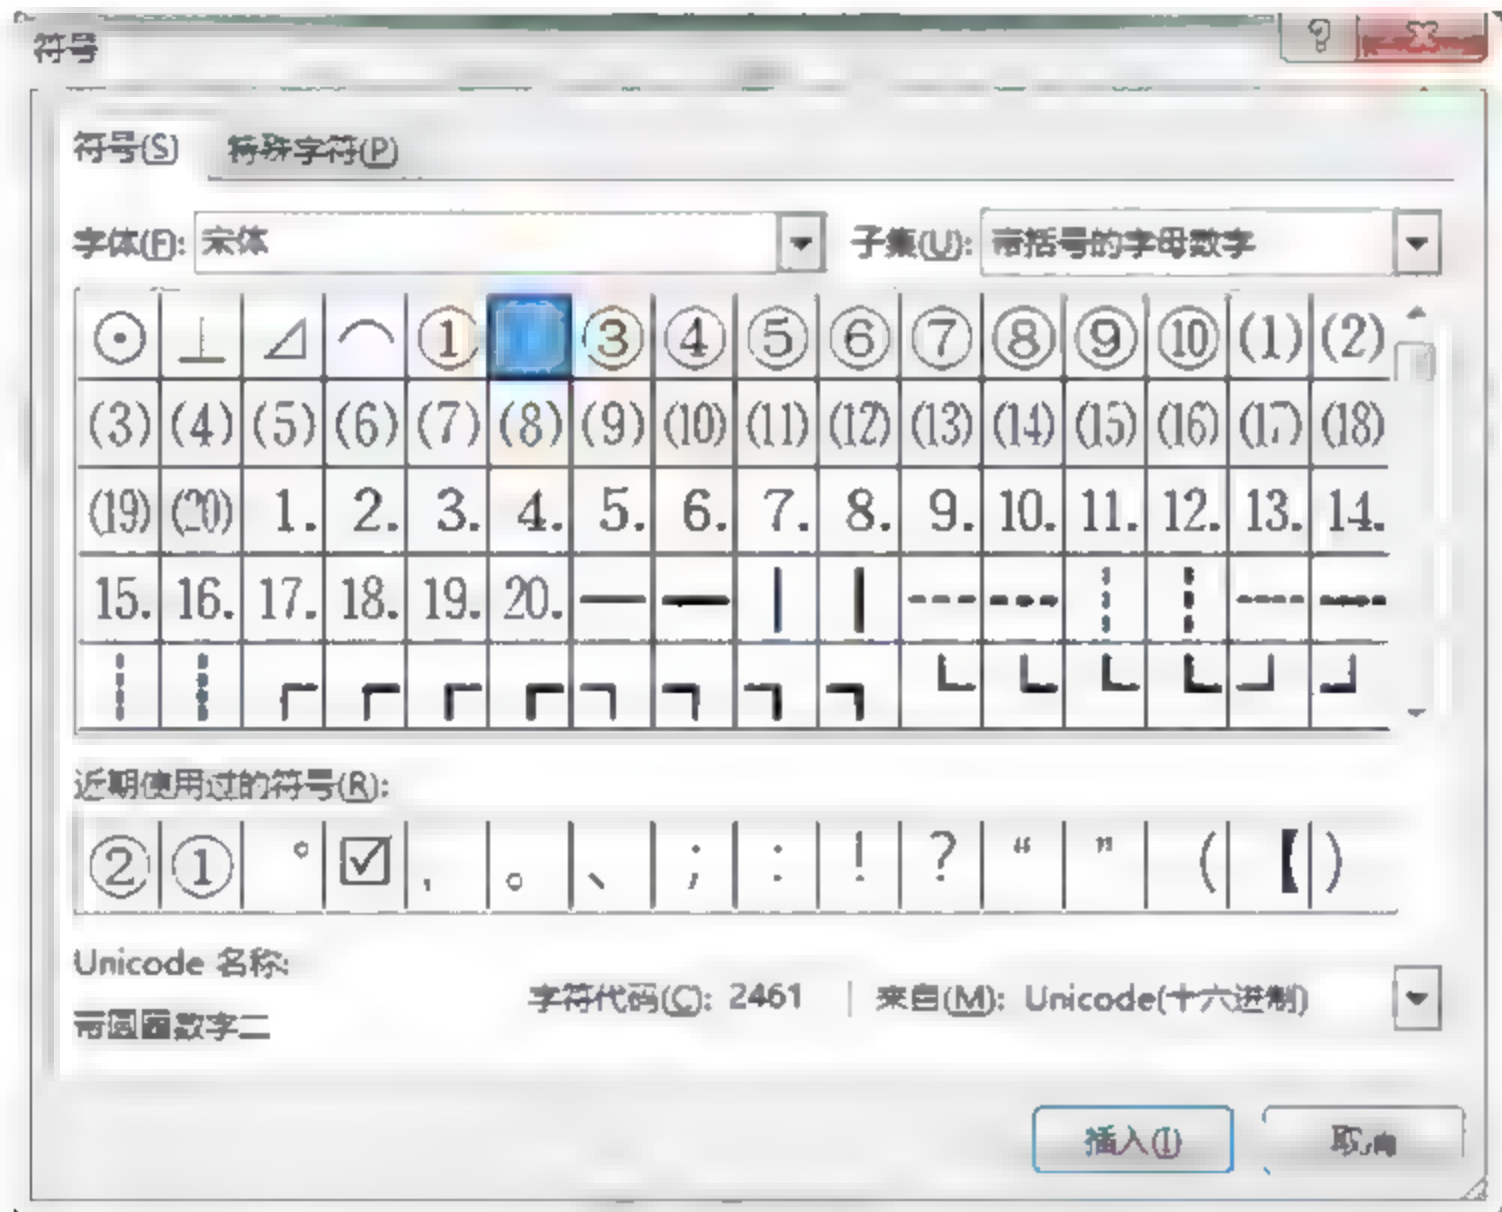 符号
符号(S) 特殊字符(P)
字体(F): 宋体 子集(U): 带括号的字母数字
⊙ ⊥ ⊿ ⌒ ① ③ ④ ⑤ ⑥ ⑦ ⑧ ⑨ ⑩ (1) (2)
(3) (4) (5) (6) (7) (8) (9) (10) (11) (12) (13) (14) (15) (16) (17) (18)
(19) (20) 1. 2. 3. 4. 5. 6. 7. 8. 9. 10. 11. 12. 13. 14.
15. 16. 17. 18. 19. 20. ─ ━ │ ┃ ┄ ┅ ┆ ┇ ┈ ┉
┊ ┋ ┌ ┍ ┎ ┏ ┐ ┑ ┒ ┓ └ ┕ ┖ ┗ ┘ ┙
近期使用过的符号(R):
② ① ° ☑ , 。 、 ; : ! ? “ ” ( 【 )
Unicode 名称:
带圆圈数字二
字符代码(C): 2461 来自(M): Unicode(十六进制)
插入(I) 取消